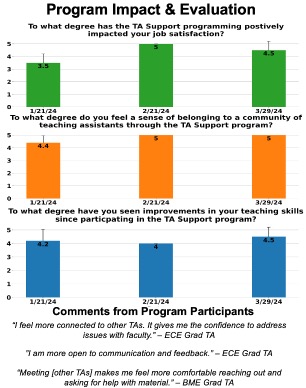 Program Impact & Evaluation
To what degree has the TA Support programming postively
impacted your job satisfaction?
5
4
3
2
1
0
3.5
5
4.5
1/21/24
2/21/24
3/29/24
To what degree do you feel a sense of belonging to a community of
teaching assistants through the TA Support program?
5
4
3
2
1
0
4.4
5
5
1/21/24
2/21/24
3/29/24
To what degree have you seen improvements in your teaching skills
since partcipating in the TA Support program?
5
4
3
2
1
0
4.2
4
4.5
1/21/24
2/21/24
3/29/24
Comments from Program Participants
“I feel more connected to other TAs. It gives me the confidence to address
issues with faculty.” – ECE Grad TA
“I am more open to communication and feedback.” – ECE Grad TA
“Meeting [other TAs] makes me feel more comfortable reaching out and
asking for help with material.” – BME Grad TA